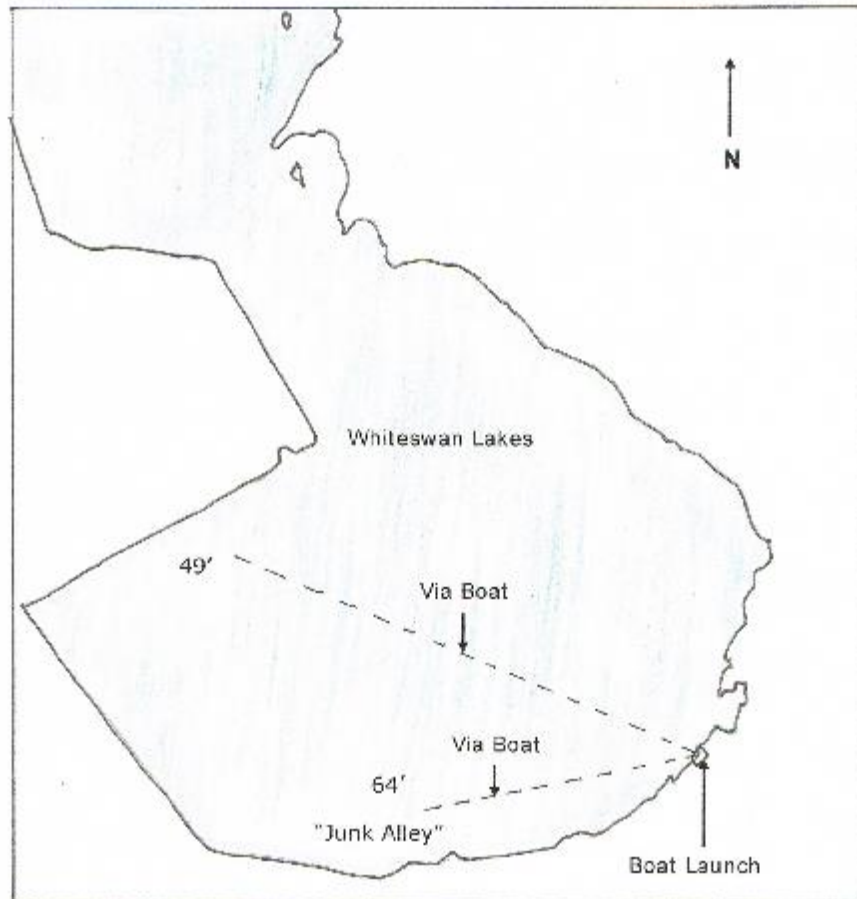 N
Whiteswan Lakes
49'
Via Boat
Via Boat
64'
"Junk Alley"
Boat Launch